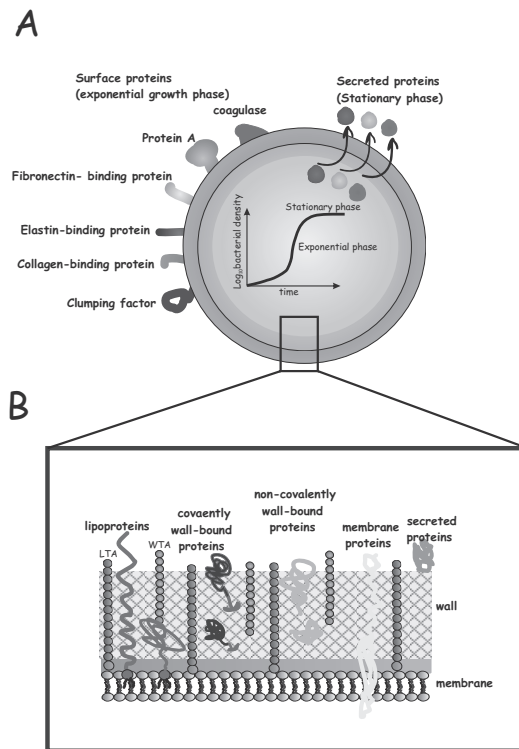 A
Surface proteins
(exponential growth phase)
coagulase
Secreted proteins
(Stationary phase)
Protein A
Fibronectin- binding protein
Elastin-binding protein
Collagen-binding protein
Clumping factor
Log10 bacterial density
Stationary phase
Exponential phase
time
B
lipoproteins
covaently
wall-bound
proteins
non-covalently
wall-bound
proteins
membrane
proteins
secreted
proteins
LTA
WTA
wall
membrane